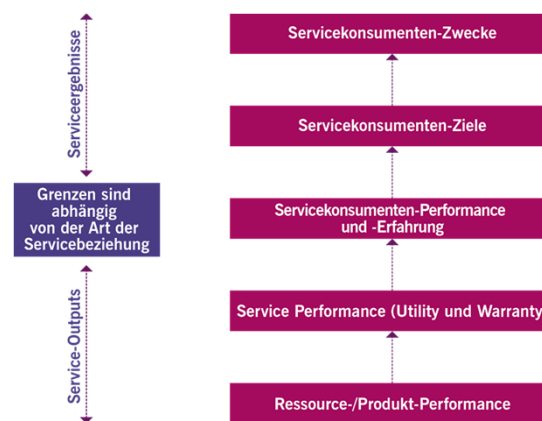 Serviceergebnisse
Grenzen sind
abhängig
von der Art der
Servicebeziehung
Service-Outputs
Servicekonsumenten-Zwecke
Servicekonsumenten-Ziele
Servicekonsumenten-Performance
und -Erfahrung
Service Performance (Utility und Warranty
Ressource-/Produkt-Performance